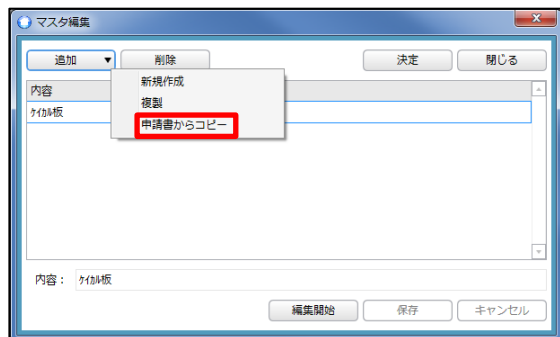 マスタ編集
追加 ▼ 削除 決定 閉じる
内容
新規作成
ｹｲｶﾙ板
複製
申請書からコピー
内容： ｹｲｶﾙ板
編集開始 保存 キャンセル